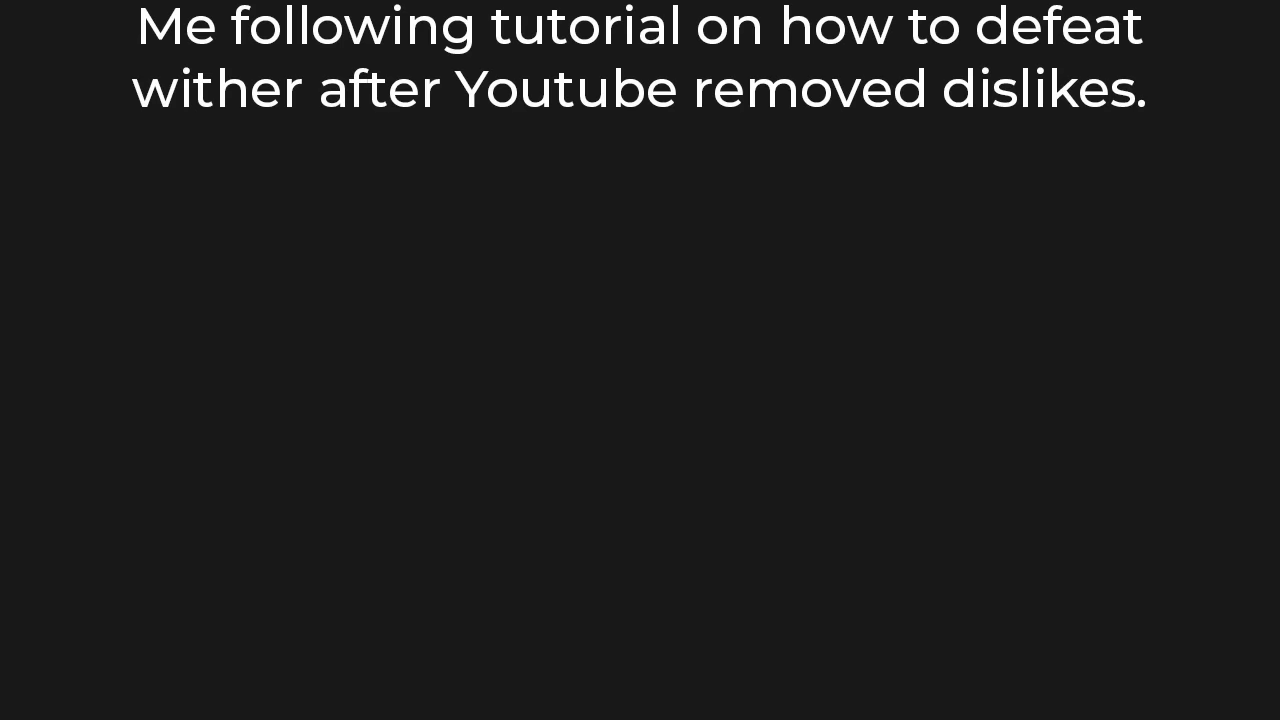 Me following tutorial on how to defeat
wither after Youtube removed dislikes.